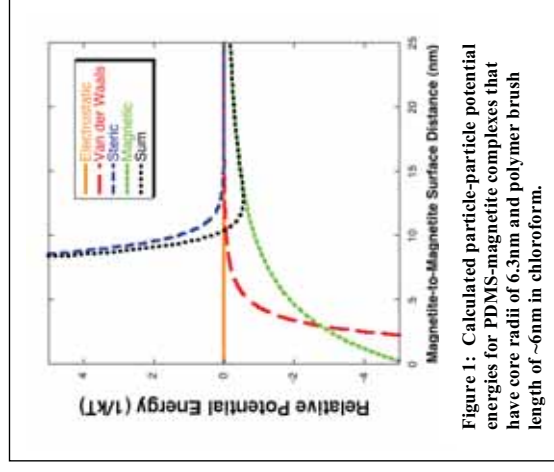 Relative Potential Energy (1/kT)
4
2
0
-2
-4
Electrostatic
Van der Waals
Steric
Magnetic
Sum
0
5
10
15
20
25
Magnetite-to-Magnetite Surface Distance (nm)
Figure 1: Calculated particle-particle potential
energies for PDMS-magnetite complexes that
have core radii of 6.3nm and polymer brush
length of ~6nm in chloroform.